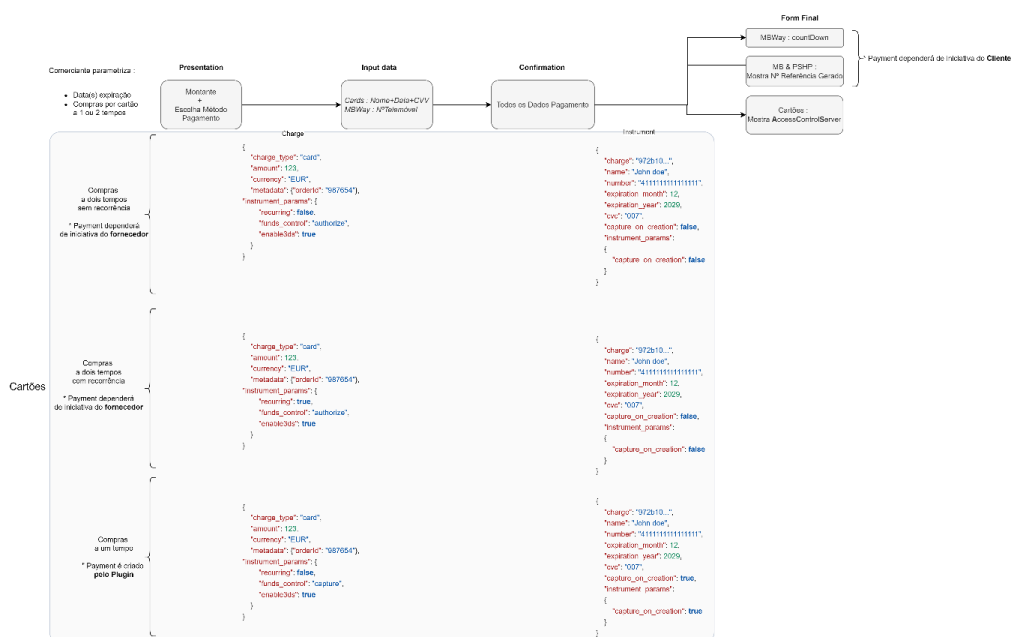 Form Final
MBWay : countDown
* Payment dependerá de iniciativa do Cliente
MB & PSHP :
Mostra Nº Referência Gerado
Cartões :
Mostra AccessControlServer
Comerciante parametriza :
Data(s) expiração
Compras por cartão
a 1 ou 2 tempos
Presentation
Montante
+
Escolha Método
Pagamento
Input data
Cards : Nome+Data+CVV
MBWay : NºTelemóvel
Confirmation
Todos os Dados Pagamento
Charge
Instrument
Cartões
Compras
a dois tempos
sem recorrência
* Payment dependerá
de iniciativa do fornecedor
{
"charge_type": "card",
"amount": 123,
"currency": "EUR",
"metadata": {"orderId": "987654"},
"instrument_params": {
"recurring": false,
"funds_control": "authorize",
"enable3ds": true
}
}
{
"charge": "972b10...",
"name": "John doe",
"number": "4111111111111111",
"expiration_month": 12,
"expiration_year": 2029,
"cvc": "007",
"capture_on_creation": false,
"instrument_params":
{
"capture_on_creation": false
}
}
Compras
a dois tempos
com recorrência
* Payment dependerá
de iniciativa do fornecedor
{
"charge_type": "card",
"amount": 123,
"currency": "EUR",
"metadata": {"orderId": "987654"},
"instrument_params": {
"recurring": true,
"funds_control": "authorize",
"enable3ds": true
}
}
{
"charge": "972b10...",
"name": "John doe",
"number": "4111111111111111",
"expiration_month": 12,
"expiration_year": 2029,
"cvc": "007",
"capture_on_creation": false,
"instrument_params":
{
"capture_on_creation": false
}
}
Compras
a um tempo
* Payment é criado
pelo Plugin
{
"charge_type": "card",
"amount": 123,
"currency": "EUR",
"metadata": {"orderId": "987654"},
"instrument_params": {
"recurring": false,
"funds_control": "capture",
"enable3ds": true
}
}
{
"charge": "972b10...",
"name": "John doe",
"number": "4111111111111111",
"expiration_month": 12,
"expiration_year": 2029,
"cvc": "007",
"capture_on_creation": true,
"instrument_params":
{
"capture_on_creation": true
}
}